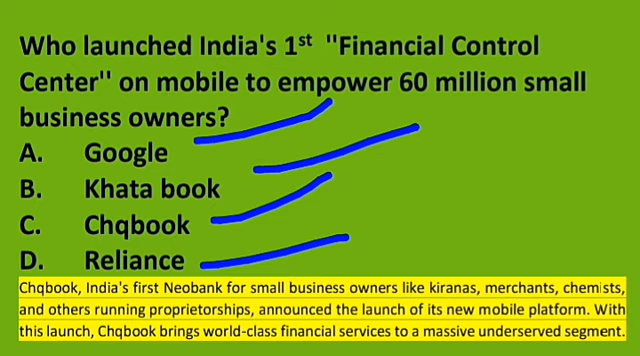 Who launched India's 1st "Financial Control
Center" on mobile to empower 60 million small
business owners?
A. Google
B. Khata book
C. Chqbook
D. Reliance
Chqbook, India's first Neobank for small business owners like kiranas, merchants, chemists,
and others running proprietorships, announced the launch of its new mobile platform. With
this launch, Chqbook brings world-class financial services to a massive underserved segment.